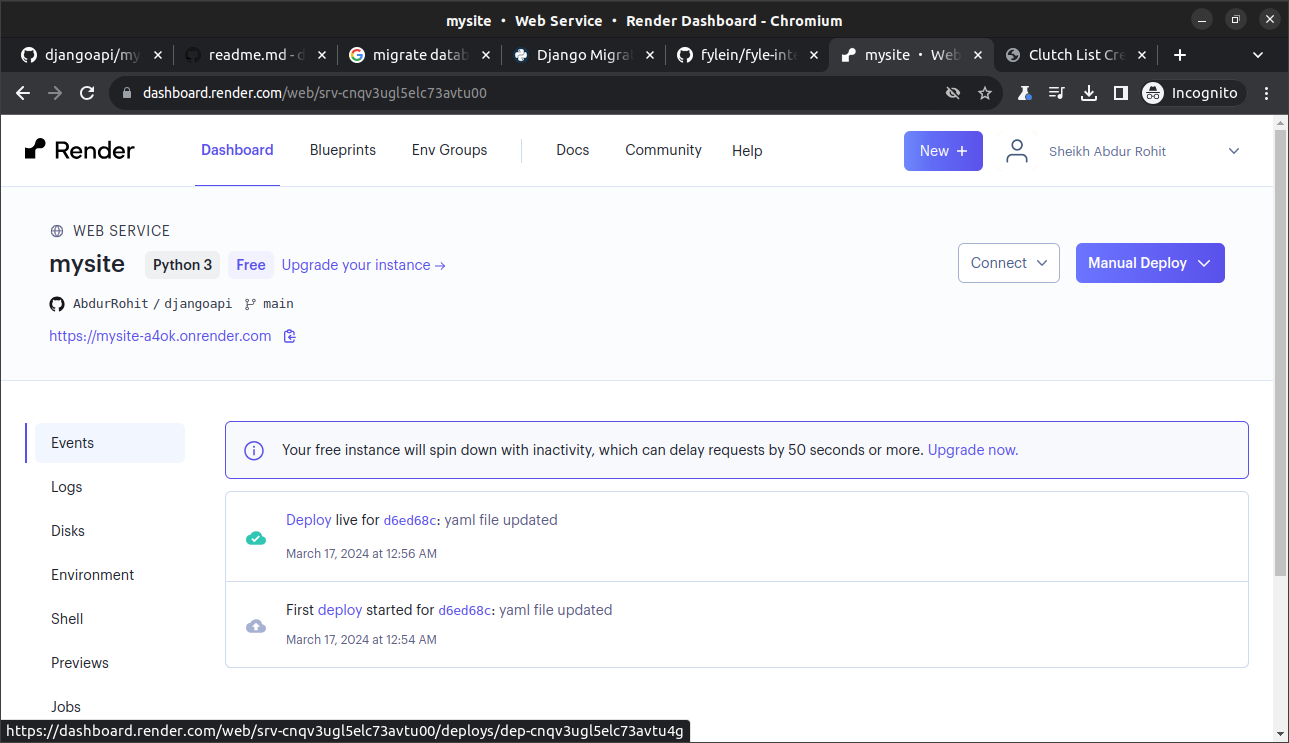 mysite • Web Service • Render Dashboard - Chromium
djangoapi/my
readme.md - d
migrate datab
Django Migra
fylein/fyle-inte
mysite • Web
Clutch List Cre
dashboard.render.com/web/srv-cnqv3ugl5elc73avtu00
Incognito
Render
Dashboard
Blueprints
Env Groups
Docs
Community
Help
New +
Sheikh Abdur Rohit
WEB SERVICE
mysite Python 3 Free Upgrade your instance →
Connect
Manual Deploy
AbdurRohit / djangoapi main
https://mysite-a4ok.onrender.com
Events
Logs
Disks
Environment
Shell
Previews
Jobs
Your free instance will spin down with inactivity, which can delay requests by 50 seconds or more. Upgrade now.
Deploy live for d6ed68c: yaml file updated
March 17, 2024 at 12:56 AM
First deploy started for d6ed68c: yaml file updated
March 17, 2024 at 12:54 AM
https://dashboard.render.com/web/srv-cnqv3ugl5elc73avtu00/deploys/dep-cnqv3ugl5elc73avtu4g